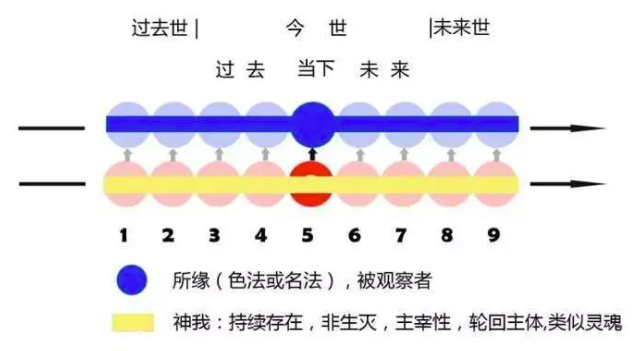 过去世| 今 世 |未来世
过 去 当下 未 来
1 2 3 4 5 6 7 8 9
所缘（色法或名法），被观察者
神我：持续存在，非生灭，主宰性，轮回主体,类似灵魂